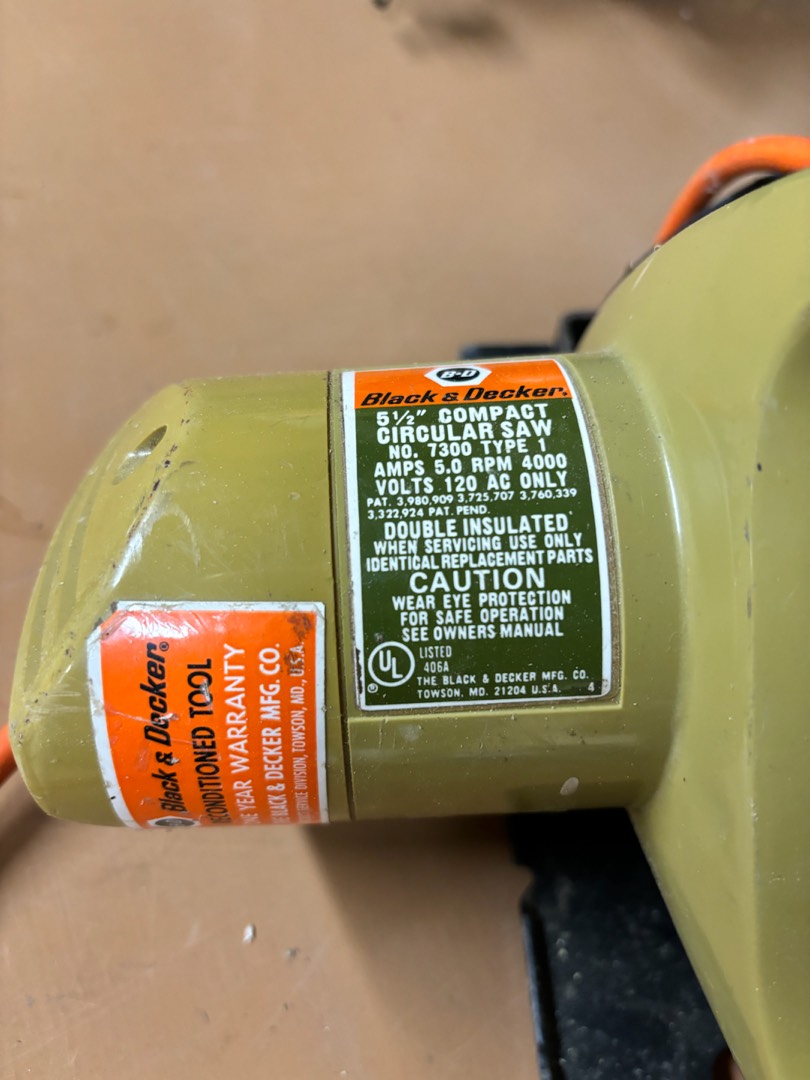 B&D
Black & Decker®
5½" COMPACT
CIRCULAR SAW
NO. 7300 TYPE 1
AMPS 5.0 RPM 4000
VOLTS 120 AC ONLY
PAT. 3,980,909 3,725,707 3,760,339
3,322,924 PAT. PEND.
DOUBLE INSULATED
WHEN SERVICING USE ONLY
IDENTICAL REPLACEMENT PARTS
CAUTION
WEAR EYE PROTECTION
FOR SAFE OPERATION
SEE OWNERS MANUAL
UL
®
LISTED
406A
THE BLACK & DECKER MFG. CO.
TOWSON, MD. 21204 U.S.A. 4
Black & Decker®
CONDITIONED TOOL
YEAR WARRANTY
BLACK & DECKER MFG. CO.
SERVICE DIVISION, TOWSON, MD., U.S.A.